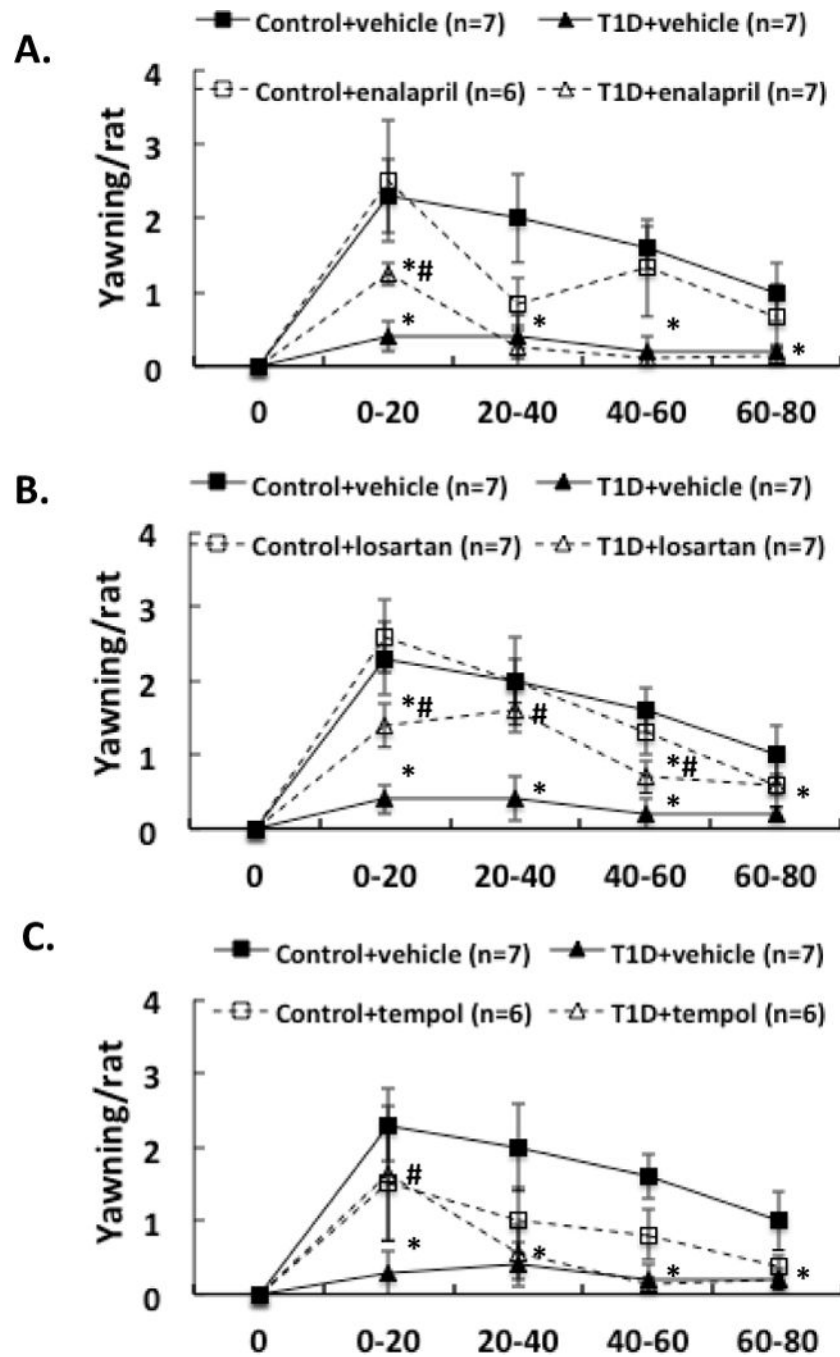 A.
Control+vehicle (n=7) T1D+vehicle (n=7)
Control+enalapril (n=6) T1D+enalapril (n=7)
Yawning/rat
4
3
2
1
0
*#
*
*
*
*
0 0-20 20-40 40-60 60-80
B.
Control+vehicle (n=7) T1D+vehicle (n=7)
Control+losartan (n=7) T1D+losartan (n=7)
Yawning/rat
4
3
2
1
0
*#
#
*#
*
*
*
*
0 0-20 20-40 40-60 60-80
C.
Control+vehicle (n=7) T1D+vehicle (n=7)
Control+tempol (n=6) T1D+tempol (n=6)
Yawning/rat
4
3
2
1
0
#
*
*
*
*
0 0-20 20-40 40-60 60-80